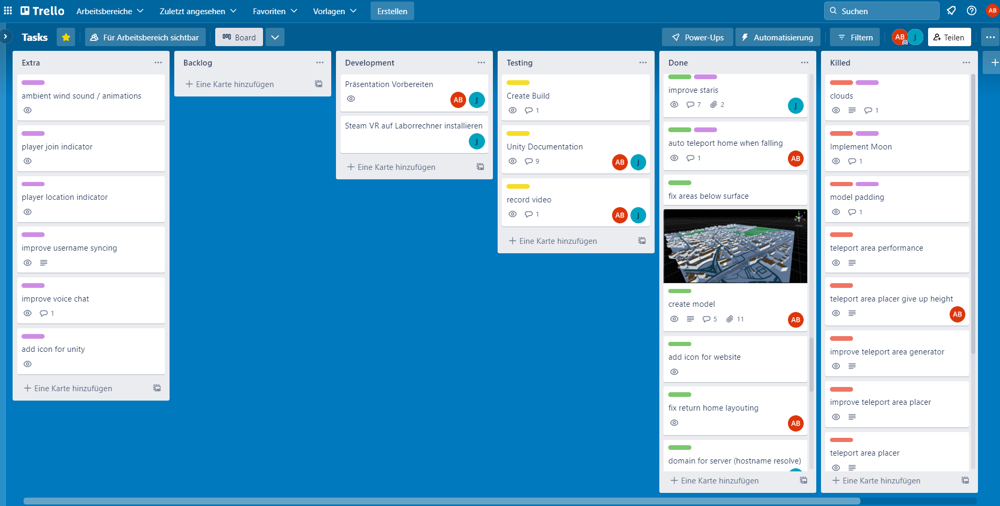 Trello Arbeitsbereiche Zuletzt angesehen Favoriten Vorlagen Erstellen Suchen AB
Tasks Für Arbeitsbereich sichtbar Board Power-Ups Automatisierung Filtern AB J Teilen
Extra
ambient wind sound / animations
player join indicator
player location indicator
improve username syncing
improve voice chat
1
add icon for unity
Eine Karte hinzufügen
Backlog
Eine Karte hinzufügen
Development
Präsentation Vorbereiten
AB J
Steam VR auf Laborrechner installieren
J
Eine Karte hinzufügen
Testing
Create Build
1
Unity Documentation
9 AB J
record video
1 AB J
Eine Karte hinzufügen
Done
improve staris
7 2 J
auto teleport home when falling
1 AB
fix areas below surface
create model
5 11 AB
add icon for website
fix return home layouting
AB
domain for server (hostname resolve)
Eine Karte hinzufügen
Killed
clouds
1
Implement Moon
1
model padding
1
teleport area performance
teleport area placer give up height
AB
improve teleport area generator
improve teleport area placer
teleport area placer
Eine Karte hinzufügen